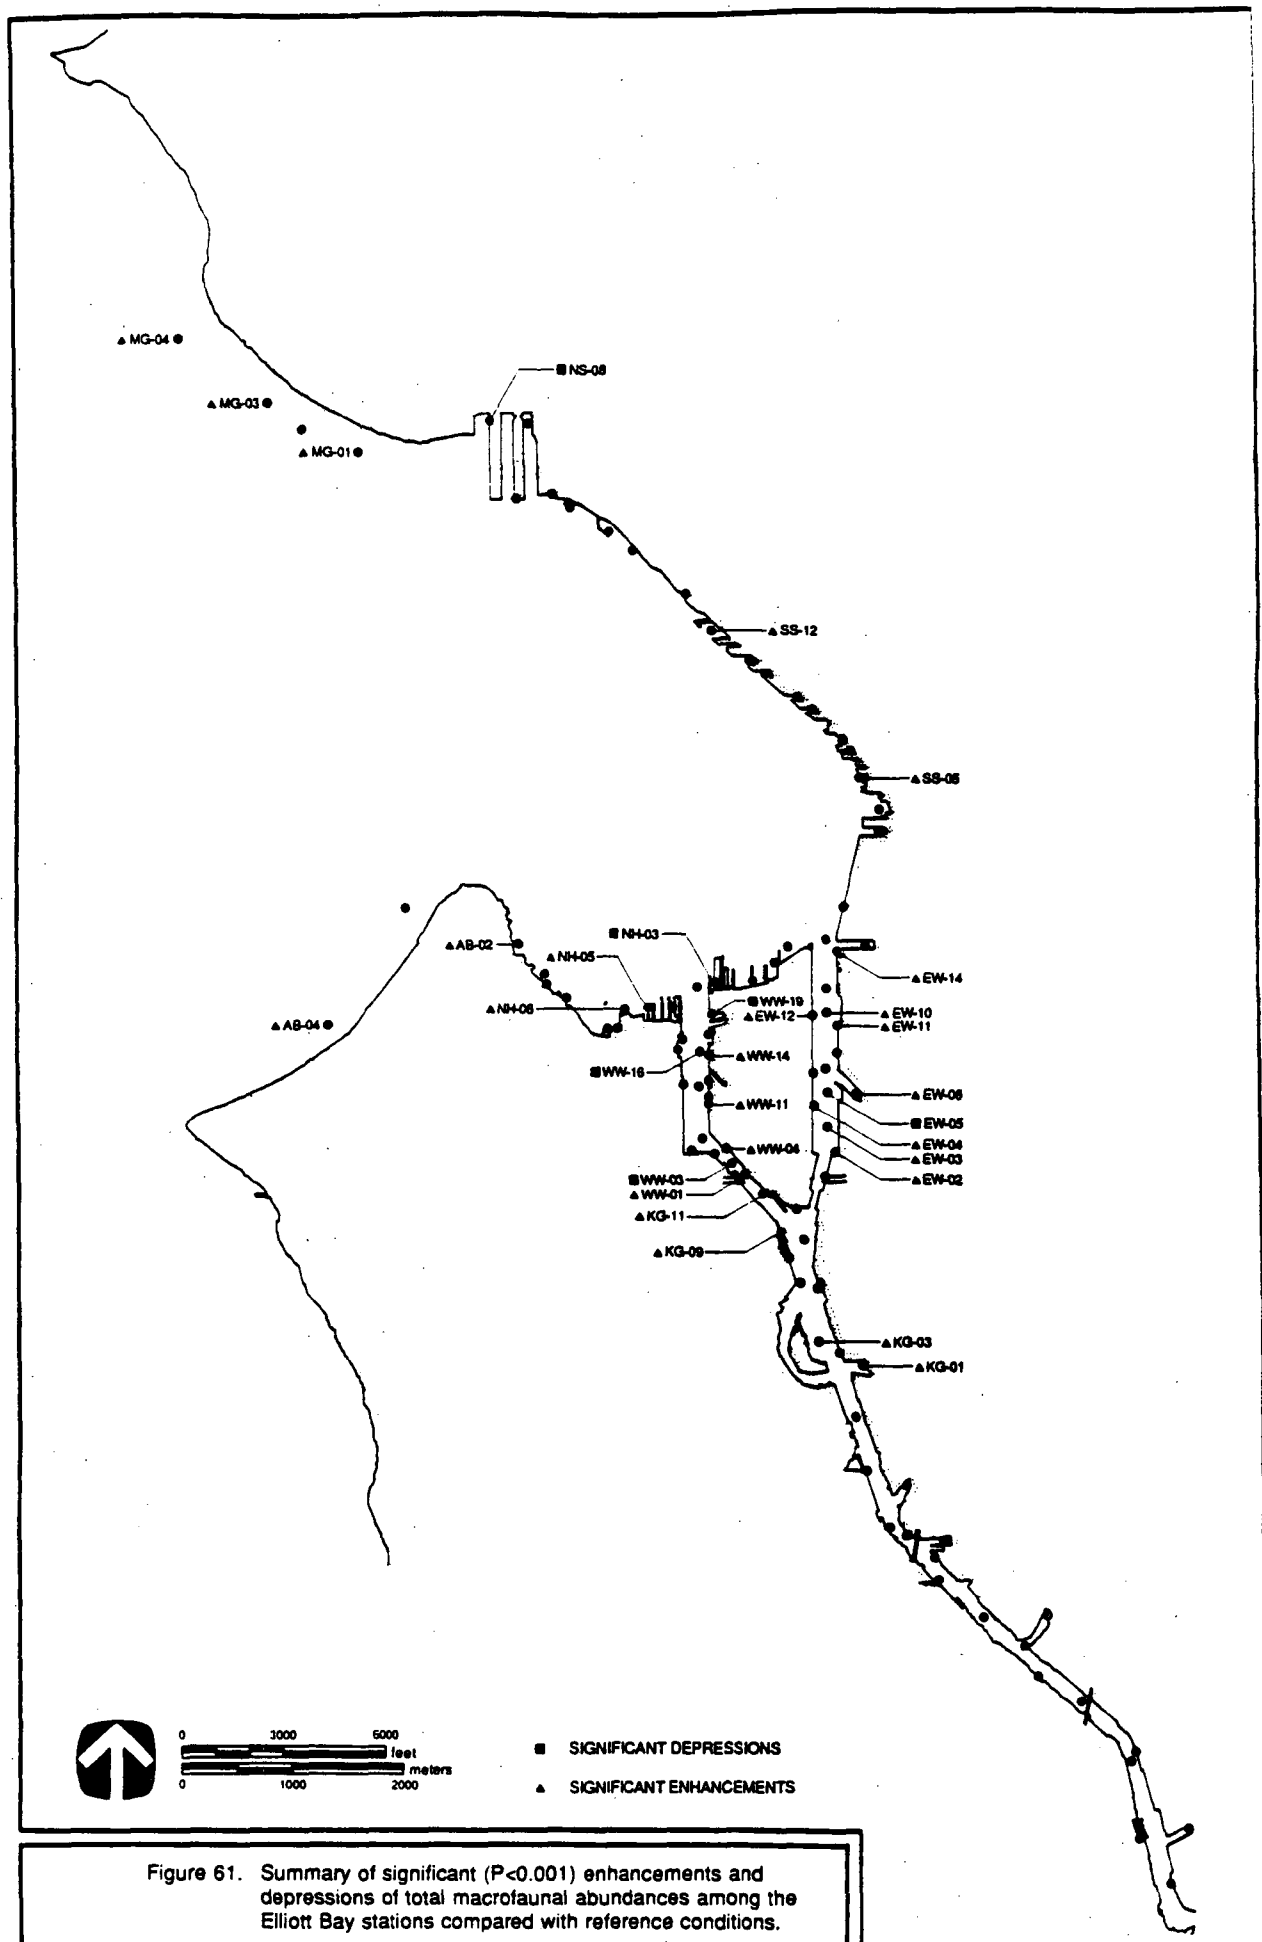 ▲ MG-04
■ NS-08
▲ MG-03
▲ MG-01
▲ SS-12
▲ SS-05
■ NH-03
▲ AB-02
▲ NH-05
▲ EW-14
■ WW-19
▲ NH-06
▲ EW-12
▲ EW-10
▲ AB-04
▲ EW-11
▲ WW-14
■ WW-16
▲ EW-06
▲ WW-11
■ EW-05
▲ EW-04
▲ WW-04
▲ EW-03
■ WW-03
▲ EW-02
▲ WW-01
▲ KG-11
▲ KG-09
▲ KG-03
▲ KG-01
0 3000 6000
feet
meters
0 1000 2000
■ SIGNIFICANT DEPRESSIONS
▲ SIGNIFICANT ENHANCEMENTS
Figure 61. Summary of significant (P<0.001) enhancements and
depressions of total macrofaunal abundances among the
Elliott Bay stations compared with reference conditions.